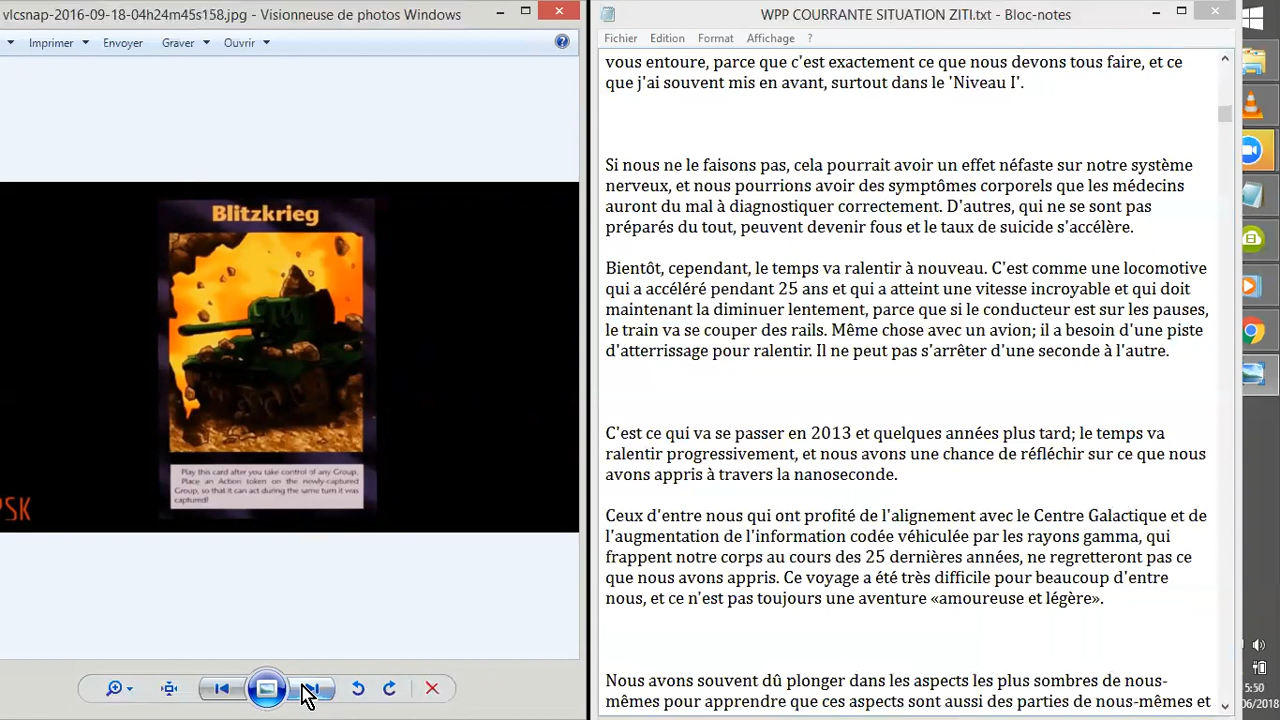 vlcsnap-2016-09-18-04h24m45s158.jpg - Visionneuse de photos Windows
Imprimer Envoyer Graver Ouvrir
Blitzkrieg
Play this card after you take control of any Group.
Place an Action token on the newly-captured
Group, so that it can act during the same turn it was
captured!
PSK
WPP COURRANTE SITUATION ZITI.txt - Bloc-notes
Fichier Edition Format Affichage ?
vous entoure, parce que c'est exactement ce que nous devons tous faire, et ce
que j'ai souvent mis en avant, surtout dans le 'Niveau I'.
Si nous ne le faisons pas, cela pourrait avoir un effet néfaste sur notre système
nerveux, et nous pourrions avoir des symptômes corporels que les médecins
auront du mal à diagnostiquer correctement. D'autres, qui ne se sont pas
préparés du tout, peuvent devenir fous et le taux de suicide s'accélère.
Bientôt, cependant, le temps va ralentir à nouveau. C'est comme une locomotive
qui a accéléré pendant 25 ans et qui a atteint une vitesse incroyable et qui doit
maintenant la diminuer lentement, parce que si le conducteur est sur les pauses,
le train va se couper des rails. Même chose avec un avion; il a besoin d'une piste
d'atterrissage pour ralentir. Il ne peut pas s'arrêter d'une seconde à l'autre.
C'est ce qui va se passer en 2013 et quelques années plus tard; le temps va
ralentir progressivement, et nous avons une chance de réfléchir sur ce que nous
avons appris à travers la nanoseconde.
Ceux d'entre nous qui ont profité de l'alignement avec le Centre Galactique et de
l'augmentation de l'information codée véhiculée par les rayons gamma, qui
frappent notre corps au cours des 25 dernières années, ne regretteront pas ce
que nous avons appris. Ce voyage a été très difficile pour beaucoup d'entre
nous, et ce n'est pas toujours une aventure «amoureuse et légère».
Nous avons souvent dû plonger dans les aspects les plus sombres de nous-
mêmes pour apprendre que ces aspects sont aussi des parties de nous-mêmes et
5:50
06/2018